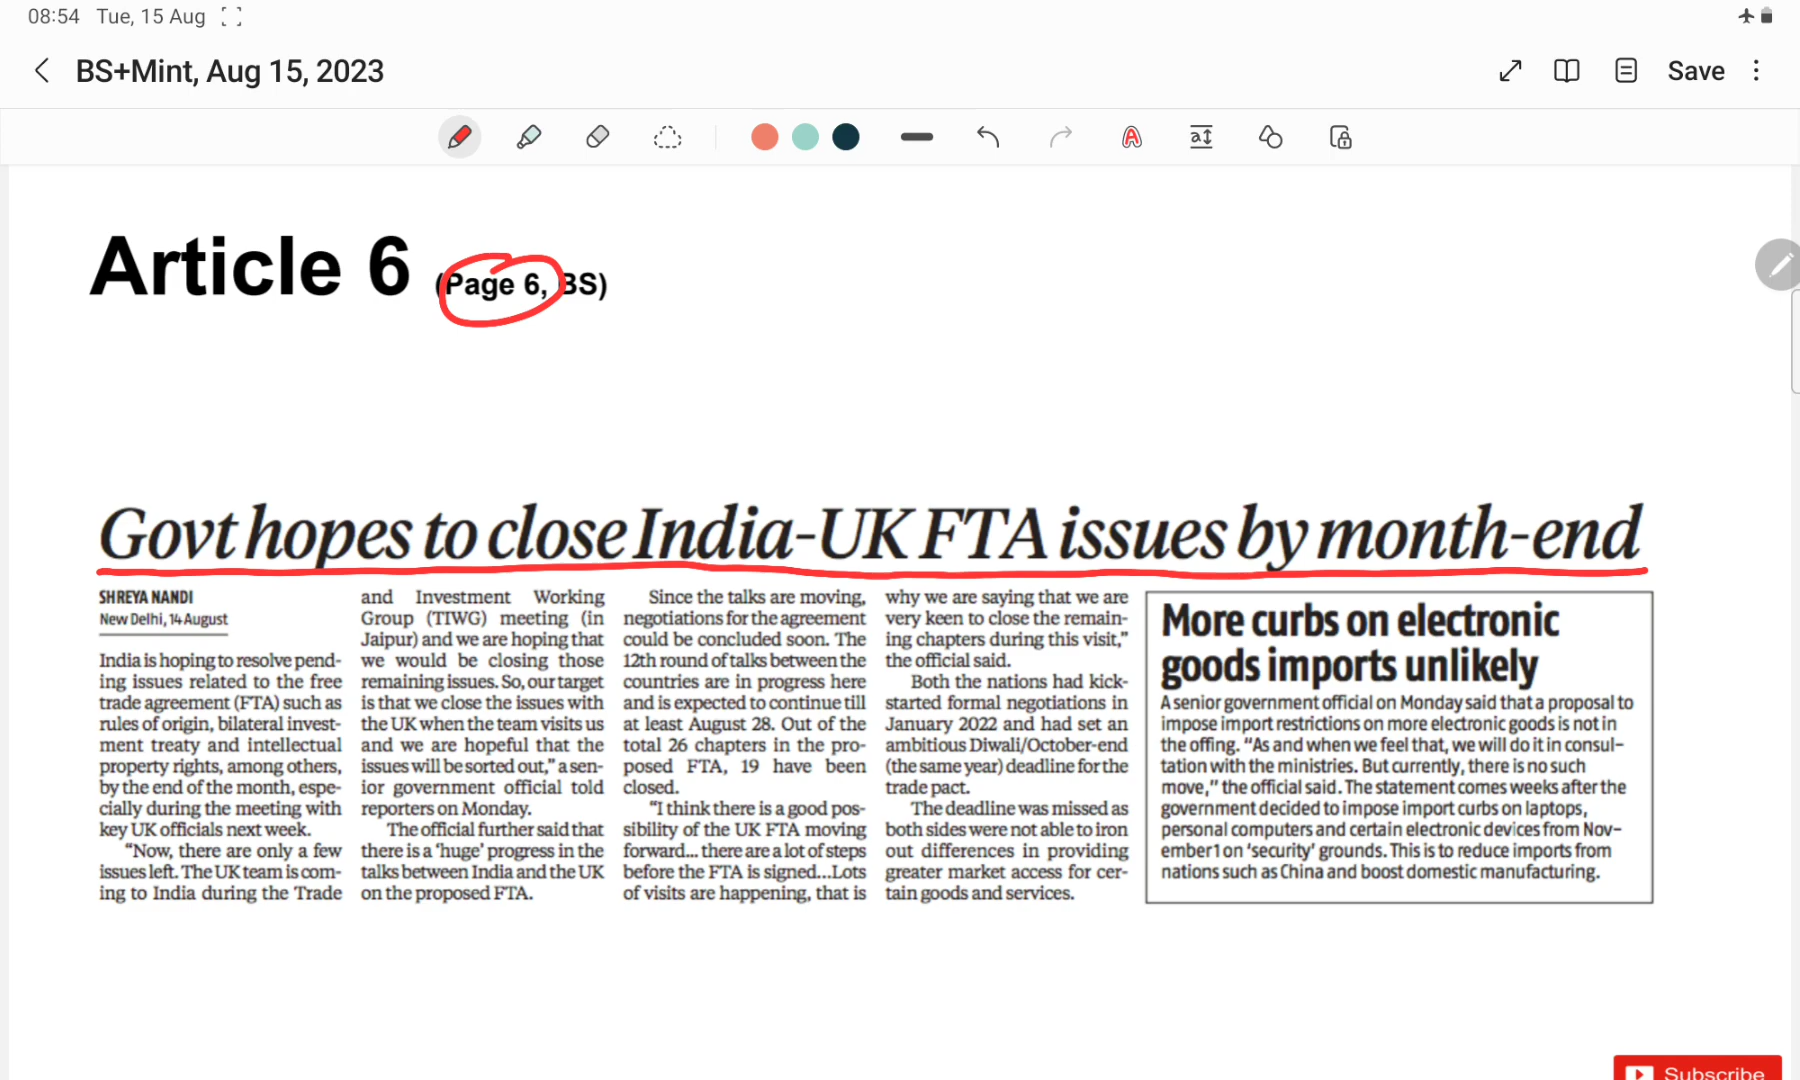 08:54 Tue, 15 Aug
BS+Mint, Aug 15, 2023
Save
Article 6 (Page 6, BS)
Govt hopes to close India-UK FTA issues by month-end
SHREYA NANDI
New Delhi, 14 August
India is hoping to resolve pend-
ing issues related to the free
trade agreement (FTA) such as
rules of origin, bilateral invest-
ment treaty and intellectual
property rights, among others,
by the end of the month, espe-
cially during the meeting with
key UK officials next week.
"Now, there are only a few
issues left. The UK team is com-
ing to India during the Trade
and Investment Working
Group (TIWG) meeting (in
Jaipur) and we are hoping that
we would be closing those
remaining issues. So, our target
is that we close the issues with
the UK when the team visits us
and we are hopeful that the
issues will be sorted out," a sen-
ior government official told
reporters on Monday.
The official further said that
there is a 'huge' progress in the
talks between India and the UK
on the proposed FTA.
Since the talks are moving,
negotiations for the agreement
could be concluded soon. The
12th round of talks between the
countries are in progress here
and is expected to continue till
at least August 28. Out of the
total 26 chapters in the pro-
posed FTA, 19 have been
closed.
"I think there is a good pos-
sibility of the UK FTA moving
forward... there are a lot of steps
before the FTA is signed...Lots
of visits are happening, that is
why we are saying that we are
very keen to close the remain-
ing chapters during this visit,"
the official said.
Both the nations had kick-
started formal negotiations in
January 2022 and had set an
ambitious Diwali/October-end
(the same year) deadline for the
trade pact.
The deadline was missed as
both sides were not able to iron
out differences in providing
greater market access for cer-
tain goods and services.
More curbs on electronic
goods imports unlikely
A senior government official on Monday said that a proposal to
impose import restrictions on more electronic goods is not in
the offing. "As and when we feel that, we will do it in consul-
tation with the ministries. But currently, there is no such
move," the official said. The statement comes weeks after the
government decided to impose import curbs on laptops,
personal computers and certain electronic devices from Nov-
ember 1 on 'security' grounds. This is to reduce imports from
nations such as China and boost domestic manufacturing.
Subscribe